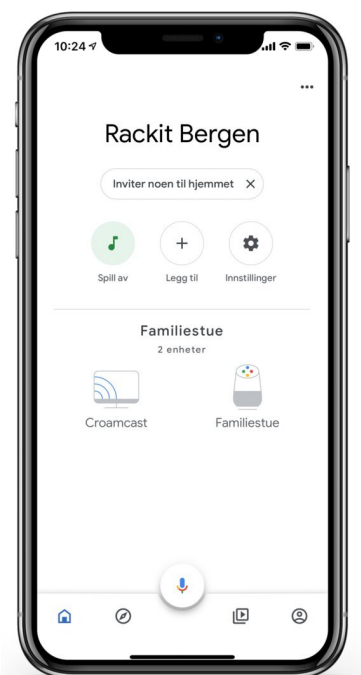 10:24
Rackit Bergen
Inviter noen til hjemmet
Spill av
Legg til
Innstillinger
Familiestue
2 enheter
Croamcast
Familiestue